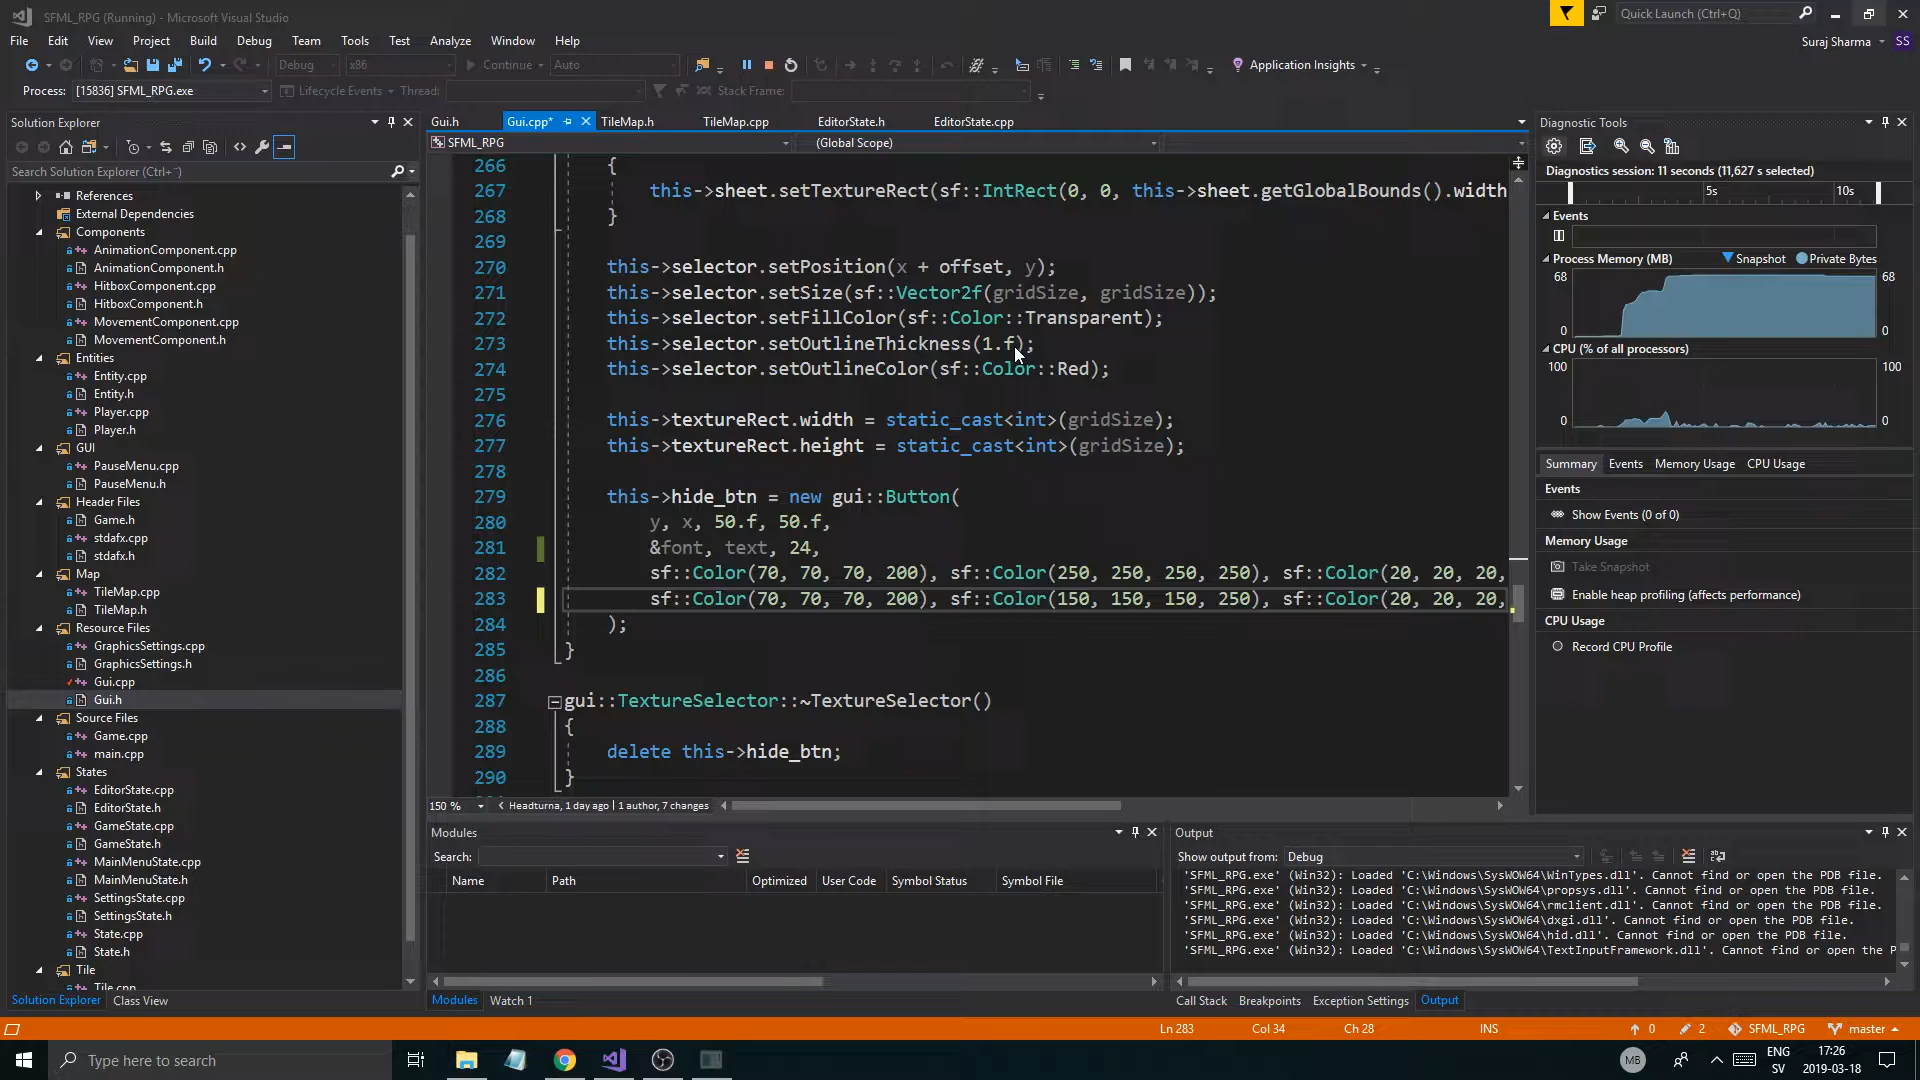 SFML_RPG (Running) - Microsoft Visual Studio
Quick Launch (Ctrl+Q)
File Edit View Project Build Debug Team Tools Test Analyze Window Help
Suraj Sharma SS
Debug x86 Continue Auto Application Insights
Process: [15836] SFML_RPG.exe Lifecycle Events Thread: Stack Frame:
Solution Explorer
Search Solution Explorer (Ctrl+¨)
References
External Dependencies
Components
AnimationComponent.cpp
AnimationComponent.h
HitboxComponent.cpp
HitboxComponent.h
MovementComponent.cpp
MovementComponent.h
Entities
Entity.cpp
Entity.h
Player.cpp
Player.h
GUI
PauseMenu.cpp
PauseMenu.h
Header Files
Game.h
stdafx.cpp
stdafx.h
Map
TileMap.cpp
TileMap.h
Resource Files
GraphicsSettings.cpp
GraphicsSettings.h
Gui.cpp
Gui.h
Source Files
Game.cpp
main.cpp
States
EditorState.cpp
EditorState.h
GameState.cpp
GameState.h
MainMenuState.cpp
MainMenuState.h
SettingsState.cpp
SettingsState.h
State.cpp
State.h
Tile
Tile.cpp
Solution Explorer Class View
Gui.h Gui.cpp* TileMap.h TileMap.cpp EditorState.h EditorState.cpp
SFML_RPG (Global Scope)
266 {
267 this->sheet.setTextureRect(sf::IntRect(0, 0, this->sheet.getGlobalBounds().width
268 }
269
270 this->selector.setPosition(x + offset, y);
271 this->selector.setSize(sf::Vector2f(gridSize, gridSize));
272 this->selector.setFillColor(sf::Color::Transparent);
273 this->selector.setOutlineThickness(1.f);
274 this->selector.setOutlineColor(sf::Color::Red);
275
276 this->textureRect.width = static_cast<int>(gridSize);
277 this->textureRect.height = static_cast<int>(gridSize);
278
279 this->hide_btn = new gui::Button(
280 y, x, 50.f, 50.f,
281 &font, text, 24,
282 sf::Color(70, 70, 70, 200), sf::Color(250, 250, 250, 250), sf::Color(20, 20, 20,
283 sf::Color(70, 70, 70, 200), sf::Color(150, 150, 150, 250), sf::Color(20, 20, 20,
284 );
285 }
286
287 gui::TextureSelector::~TextureSelector()
288 {
289 delete this->hide_btn;
290 }
150 % Headturna, 1 day ago | 1 author, 7 changes
Modules
Search:
Name Path Optimized User Code Symbol Status Symbol File
Modules Watch 1
Output
Show output from: Debug
'SFML_RPG.exe' (Win32): Loaded 'C:\Windows\SysWOW64\WinTypes.dll'. Cannot find or open the PDB file.
'SFML_RPG.exe' (Win32): Loaded 'C:\Windows\SysWOW64\propsys.dll'. Cannot find or open the PDB file.
'SFML_RPG.exe' (Win32): Loaded 'C:\Windows\SysWOW64\rmclient.dll'. Cannot find or open the PDB file.
'SFML_RPG.exe' (Win32): Loaded 'C:\Windows\SysWOW64\dxgi.dll'. Cannot find or open the PDB file.
'SFML_RPG.exe' (Win32): Loaded 'C:\Windows\SysWOW64\hid.dll'. Cannot find or open the PDB file.
'SFML_RPG.exe' (Win32): Loaded 'C:\Windows\SysWOW64\TextInputFramework.dll'. Cannot find or open the P
Call Stack Breakpoints Exception Settings Output
Diagnostic Tools
Diagnostics session: 11 seconds (11,627 s selected)
5s 10s
Events
Process Memory (MB) Snapshot Private Bytes
68 68
0 0
CPU (% of all processors)
100 100
0 0
Summary Events Memory Usage CPU Usage
Events
Show Events (0 of 0)
Memory Usage
Take Snapshot
Enable heap profiling (affects performance)
CPU Usage
Record CPU Profile
Ln 283 Col 34 Ch 28 INS 0 2 SFML_RPG master
Type here to search
MB ENG 17:26
SV 2019-03-18